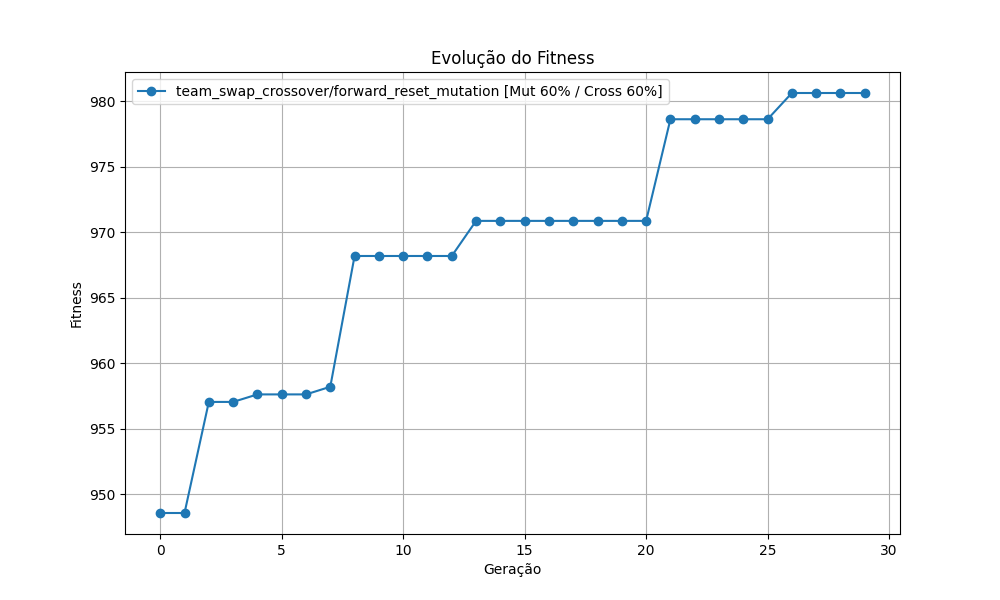 Evolução do Fitness
team_swap_crossover/forward_reset_mutation [Mut 60% / Cross 60%]
Fitness
980
975
970
965
960
955
950
0 5 10 15 20 25 30
Geração